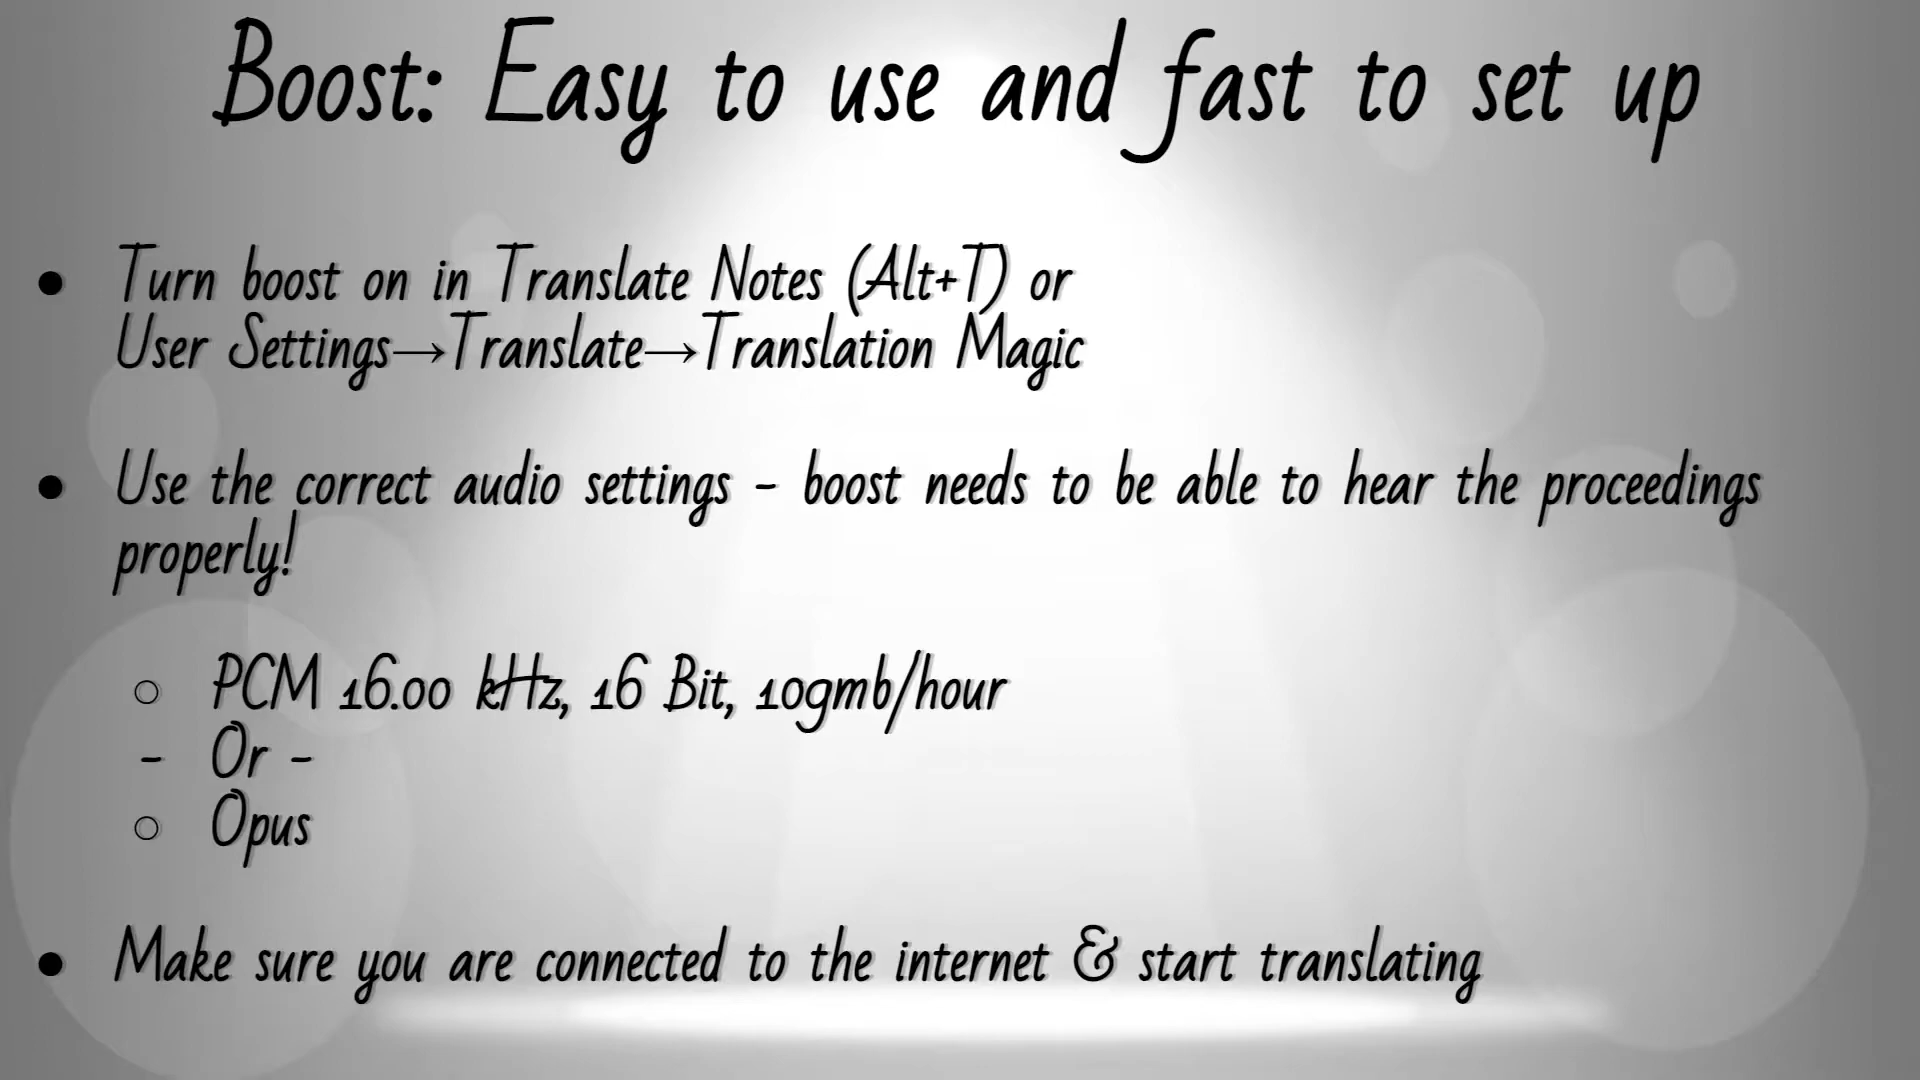 Boost: Easy to use and fast to set up
● Turn boost on in Translate Notes (Alt+T) or
User Settings→Translate→Translation Magic
● Use the correct audio settings - boost needs to be able to hear the proceedings
properly!
○ PCM 16.00 kHz, 16 Bit, 109mb/hour
- Or -
○ Opus
● Make sure you are connected to the internet & start translating